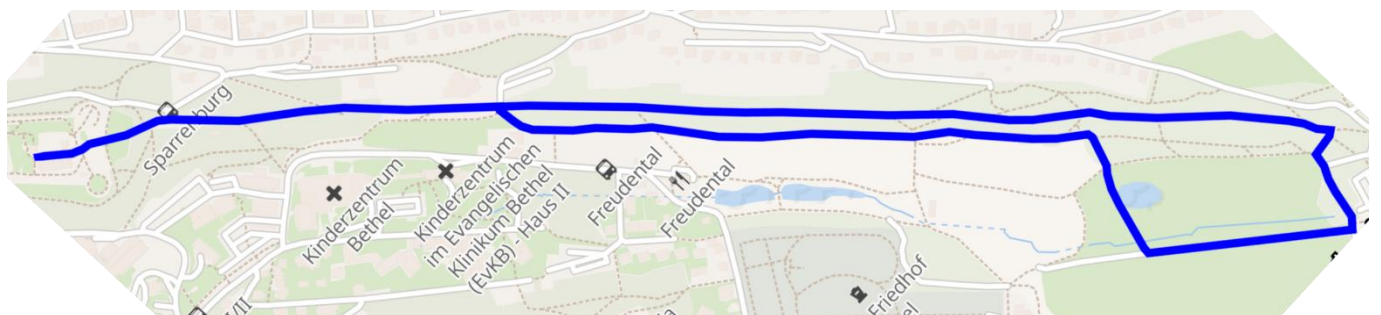 Sparrenburg
Kinderzentrum
Bethel
Kinderzentrum
im Evangelischen
Klinikum Bethel
(EvKB) - Haus II
Freudental
Freudental
Friedhof